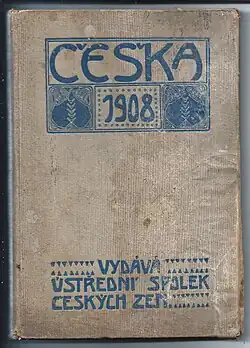 ČESKÁ
1908
VYDÁVÁ
ÚSTŘEDNÍ SPOLEK
ČESKÝCH ŽEN